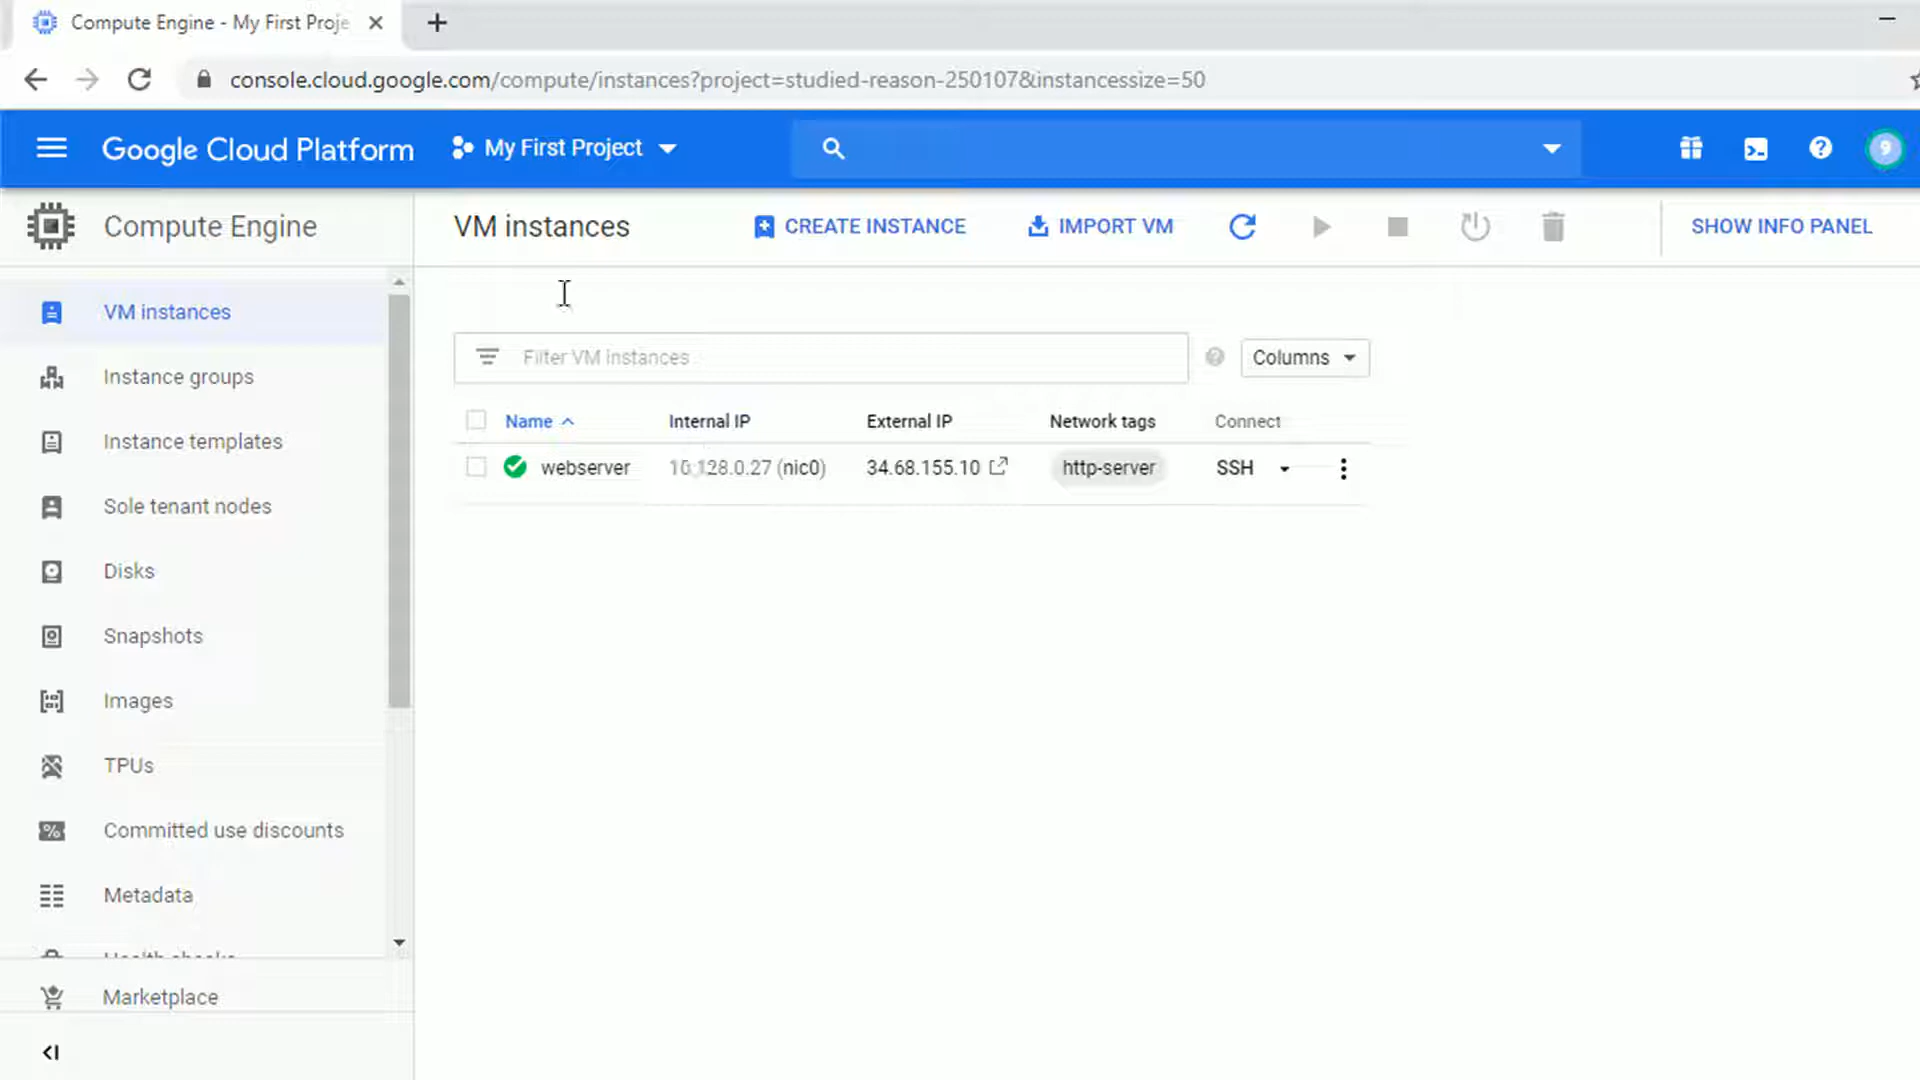 Compute Engine - My First Proje
console.cloud.google.com/compute/instances?project=studied-reason-250107&instancessize=50
Google Cloud Platform My First Project 9
Compute Engine VM instances CREATE INSTANCE IMPORT VM SHOW INFO PANEL
VM instances
Filter VM instances Columns
Instance groups
Name Internal IP External IP Network tags Connect
Instance templates
webserver 10.128.0.27 (nic0) 34.68.155.10 http-server SSH
Sole tenant nodes
Disks
Snapshots
Images
TPUs
Committed use discounts
Metadata
Health checks
Marketplace